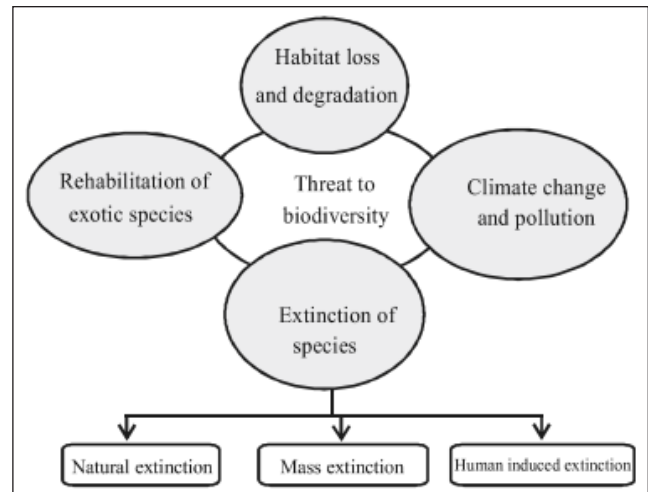 Habitat loss
and degradation
Rehabilitation of
exotic species
Threat to
biodiversity
Climate change
and pollution
Extinction of
species
Natural extinction
Mass extinction
Human induced extinction